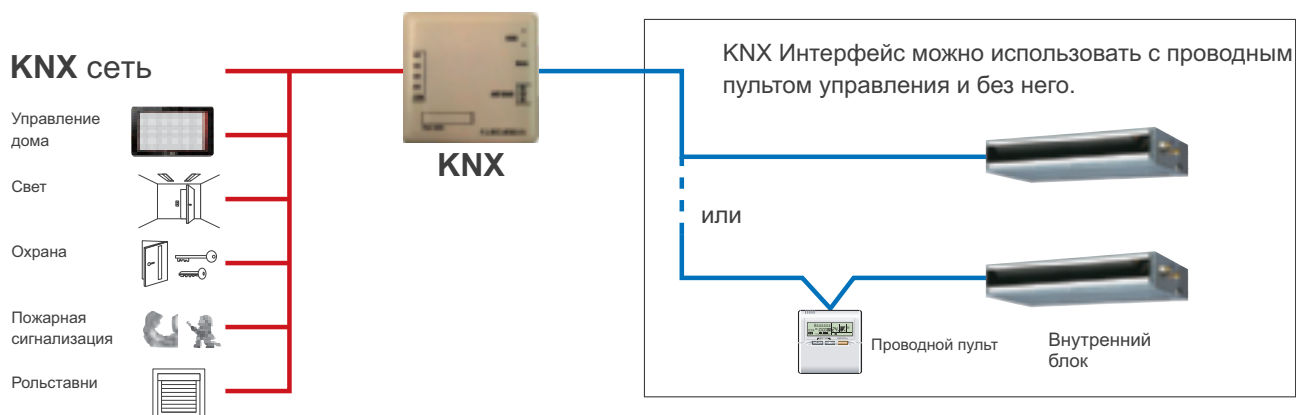 KNX сеть
Управление
дома
Свет
Охрана
Пожарная
сигнализация
Рольставни
KNX
KNX Интерфейс можно использовать с проводным
пультом управления и без него.
или
Проводной пульт
Внутренний
блок